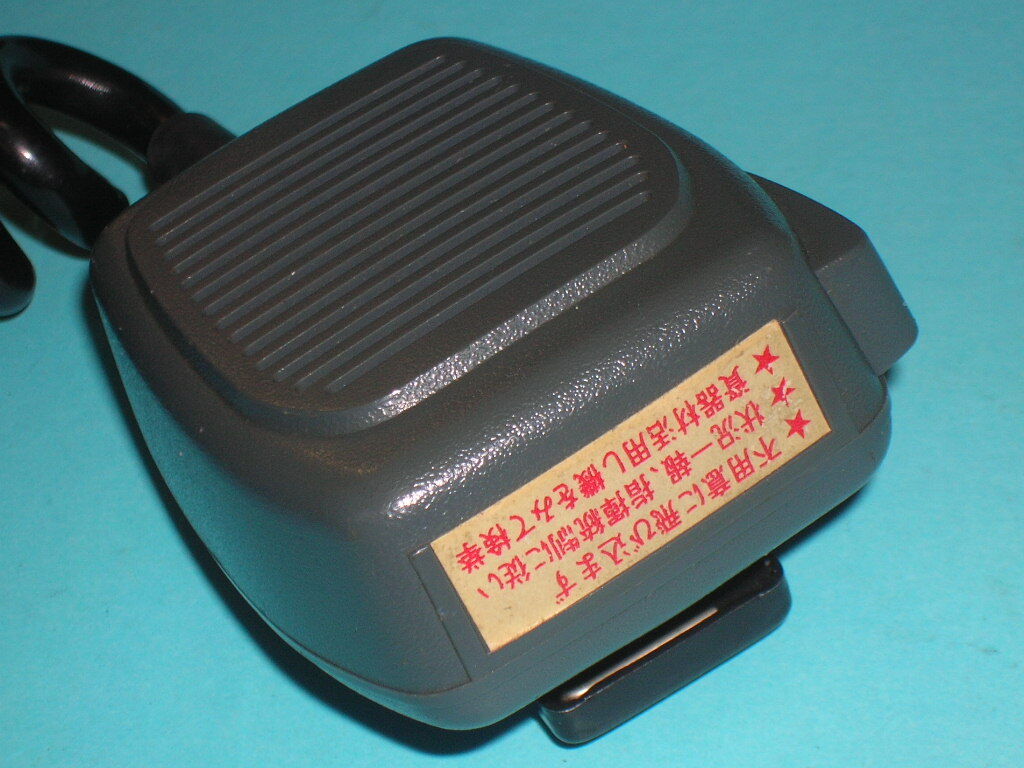 ★不用意に飛び込まず
★状況一報、指揮統制に従い
★資器材活用し機をみて検挙